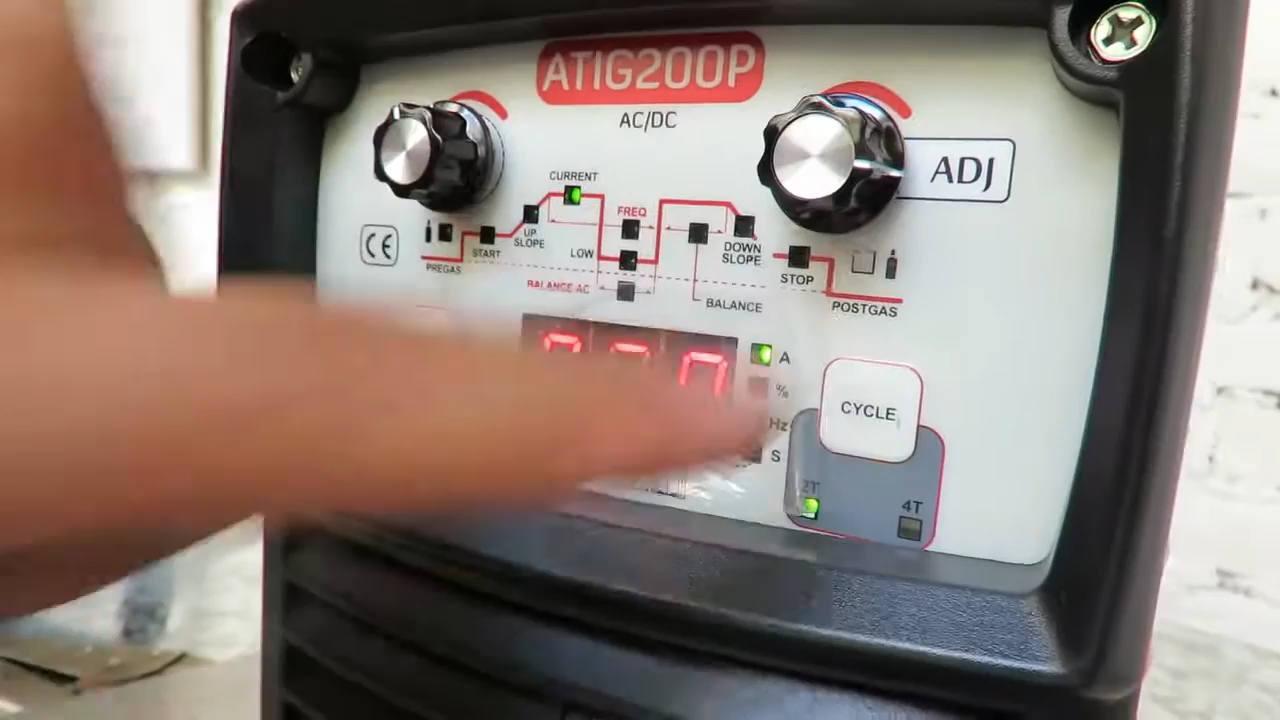 ATIG200P
AC/DC
ADJ
CURRENT
FREQ
UP
SLOPE
START
PREGAS
LOW
DOWN
SLOPE
STOP
BALANCE AC
BALANCE
POSTGAS
CE
A
%
Hz
S
CYCLE
2T
4T